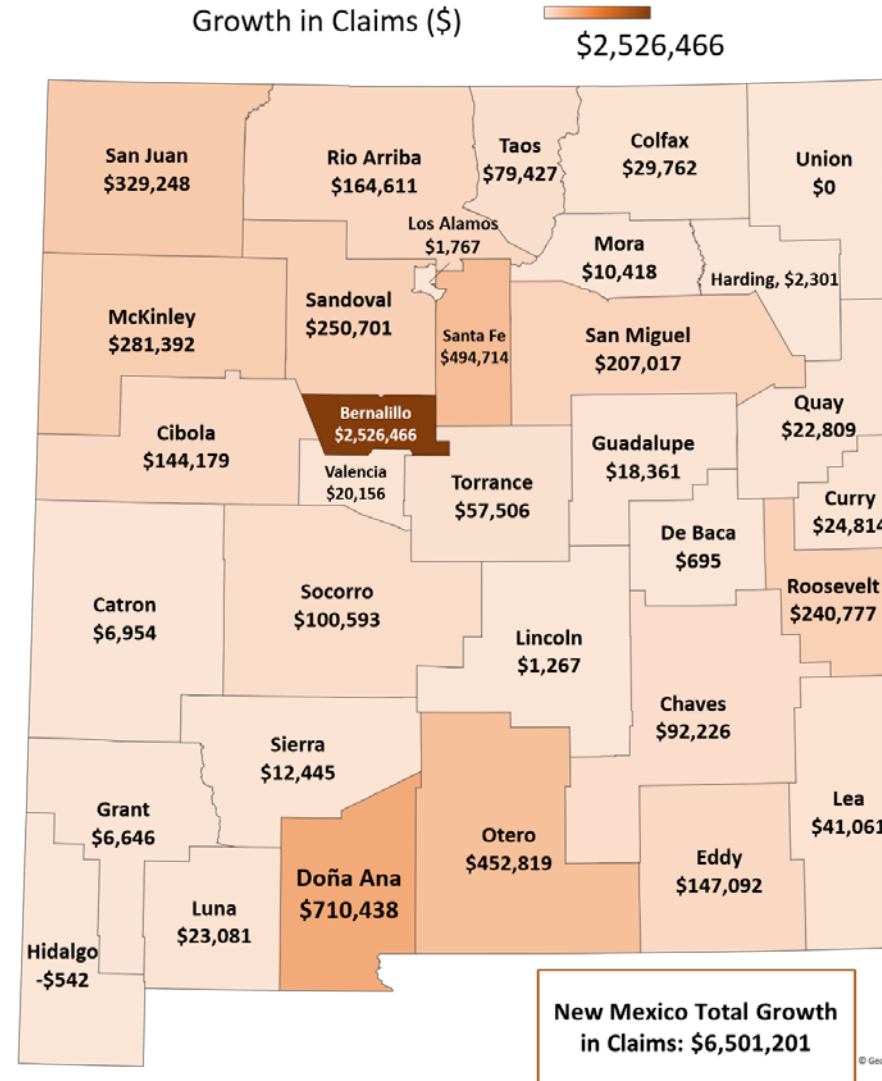 Growth in Claims ($)
$2,526,466
San Juan
$329,248
Rio Arriba
$164,611
Taos
$79,427
Colfax
$29,762
Union
$0
Los Alamos
$1,767
Mora
$10,418
Harding, $2,301
McKinley
$281,392
Sandoval
$250,701
Santa Fe
$494,714
San Miguel
$207,017
Bernalillo
$2,526,466
Quay
$22,809
Cibola
$144,179
Valencia
$20,156
Torrance
$57,506
Guadalupe
$18,361
Curry
$24,814
De Baca
$695
Roosevelt
$240,777
Catron
$6,954
Socorro
$100,593
Lincoln
$1,267
Chaves
$92,226
Sierra
$12,445
Grant
$6,646
Lea
$41,061
Otero
$452,819
Eddy
$147,092
Doña Ana
$710,438
Luna
$23,081
Hidalgo
-$542
New Mexico Total Growth
in Claims: $6,501,201